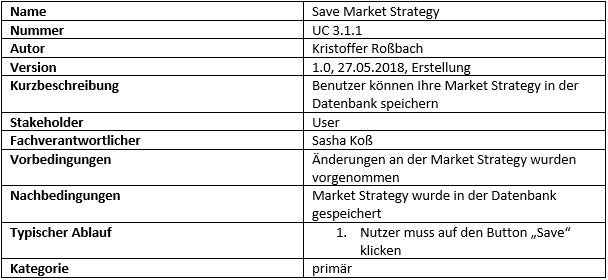 Name Save Market Strategy
Nummer UC 3.1.1
Autor Kristoffer Roßbach
Version 1.0, 27.05.2018, Erstellung
Kurzbeschreibung Benutzer können Ihre Market Strategy in der
Datenbank speichern
Stakeholder User
Fachverantwortlicher Sasha Koß
Vorbedingungen Änderungen an der Market Strategy wurden
vorgenommen
Nachbedingungen Market Strategy wurde in der Datenbank
gespeichert
Typischer Ablauf 1. Nutzer muss auf den Button „Save“
klicken
Kategorie primär